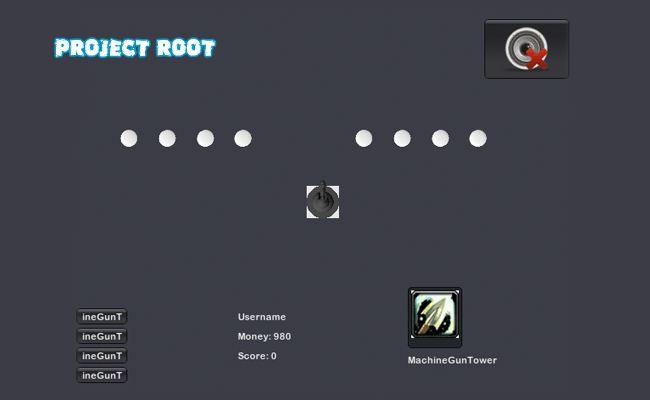 PROJECT ROOT
ineGunT
ineGunT
ineGunT
ineGunT
Username
Money: 980
Score: 0
MachineGunTower